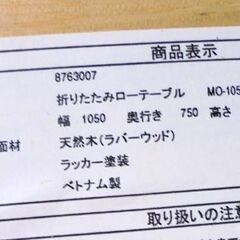 商品表示
8763007
折りたたみローテーブル MO-105
幅 1050 奥行き 750 高さ
面材 天然木(ラバーウッド)
ラッカー塗装
ベトナム製
取り扱いの注意